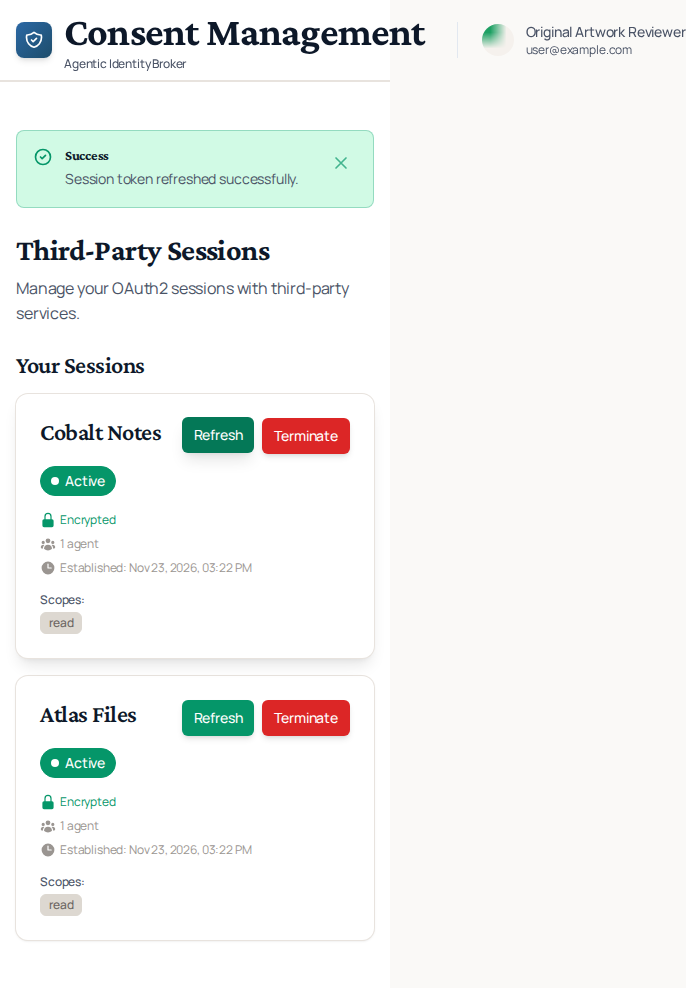 Consent Management
Agentic Identity Broker
Original Artwork Reviewer
user@example.com
Success
Session token refreshed successfully.
Third-Party Sessions
Manage your OAuth2 sessions with third-party
services.
Your Sessions
Cobalt Notes
Refresh
Terminate
Active
Encrypted
1 agent
Established: Nov 23, 2026, 03:22 PM
Scopes:
read
Atlas Files
Refresh
Terminate
Active
Encrypted
1 agent
Established: Nov 23, 2026, 03:22 PM
Scopes:
read